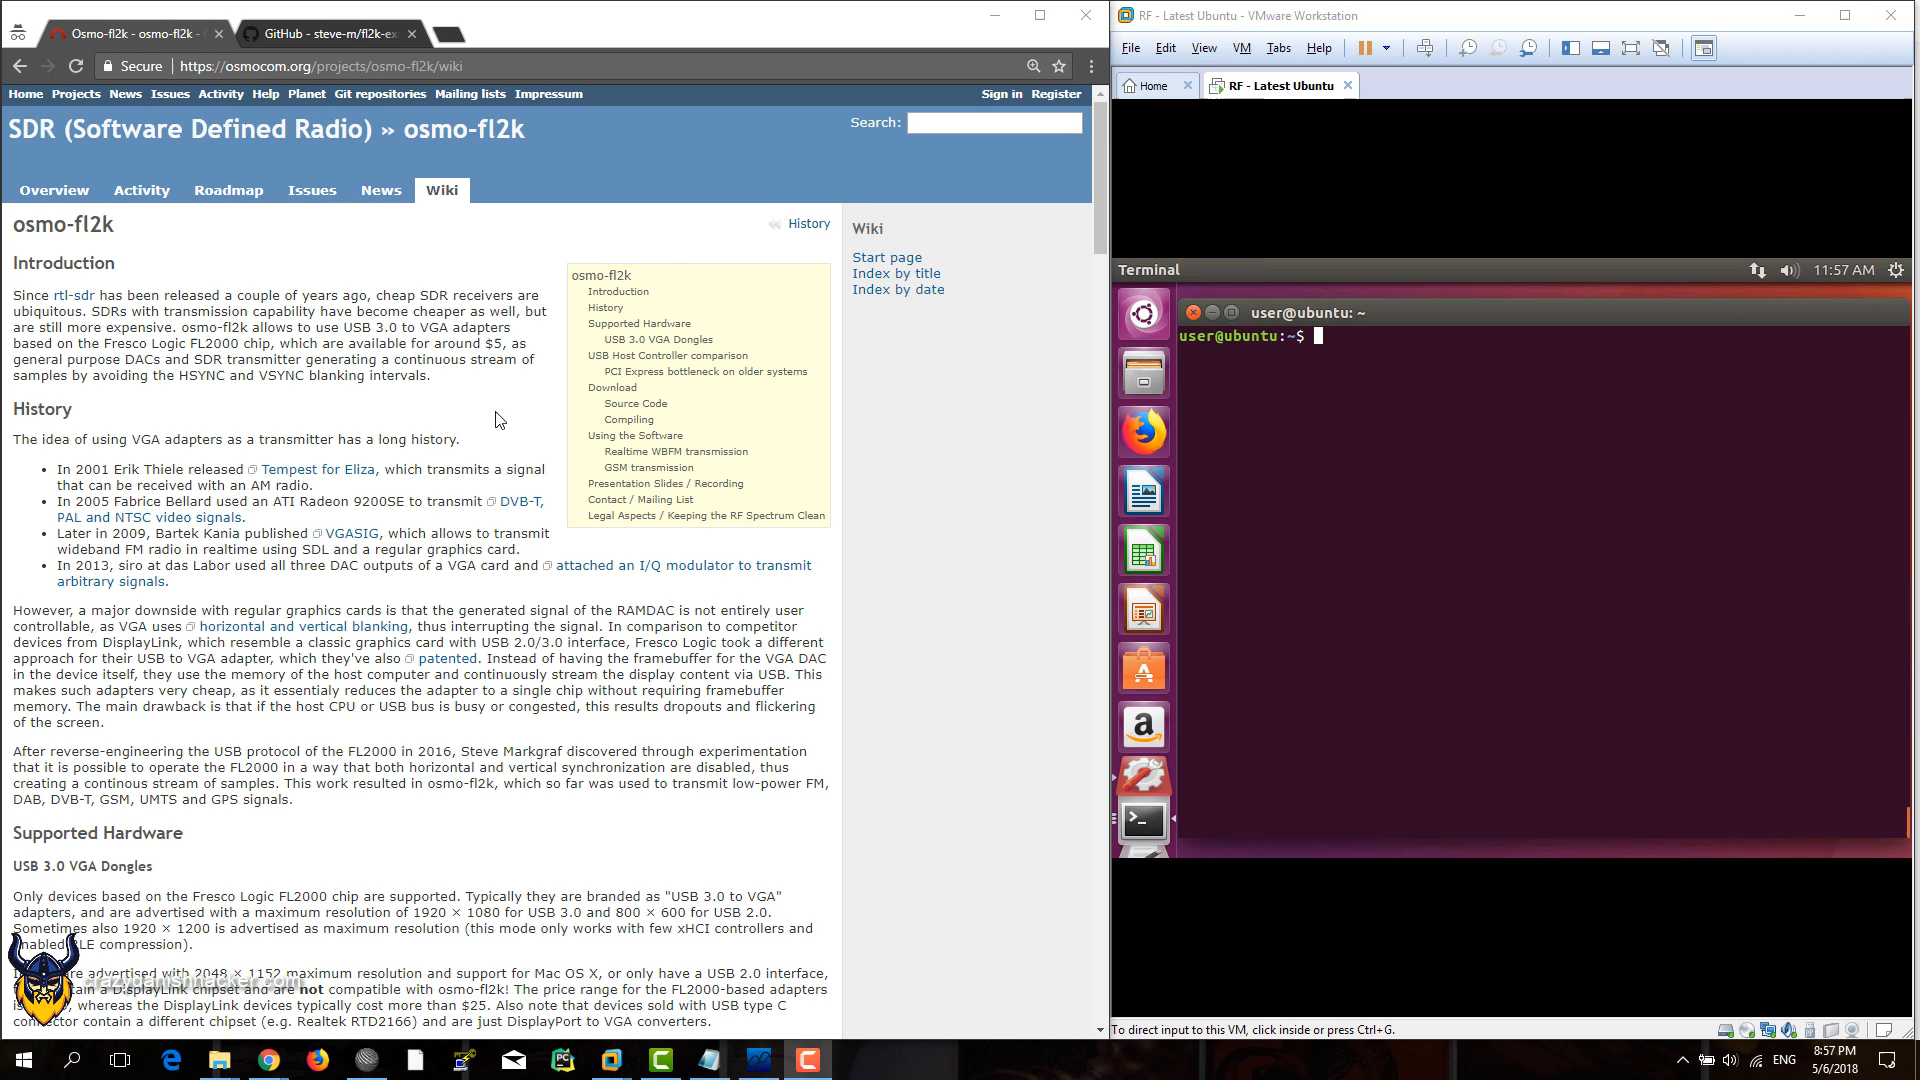 Osmo-fl2k - osmo-fl2k -
GitHub - steve-m/fl2k-ex
Secure | https://osmocom.org/projects/osmo-fl2k/wiki
Home Projects News Issues Activity Help Planet Git repositories Mailing lists Impressum
Sign in Register
SDR (Software Defined Radio) » osmo-fl2k
Search:
Overview Activity Roadmap Issues News Wiki
osmo-fl2k
« History
Introduction
Since rtl-sdr has been released a couple of years ago, cheap SDR receivers are
ubiquitous. SDRs with transmission capability have become cheaper as well, but
are still more expensive. osmo-fl2k allows to use USB 3.0 to VGA adapters
based on the Fresco Logic FL2000 chip, which are available for around $5, as
general purpose DACs and SDR transmitter generating a continuous stream of
samples by avoiding the HSYNC and VSYNC blanking intervals.
osmo-fl2k
Introduction
History
Supported Hardware
USB 3.0 VGA Dongles
USB Host Controller comparison
PCI Express bottleneck on older systems
Download
Source Code
Compiling
Using the Software
Realtime WBFM transmission
GSM transmission
Presentation Slides / Recording
Contact / Mailing List
Legal Aspects / Keeping the RF Spectrum Clean
History
The idea of using VGA adapters as a transmitter has a long history.
• In 2001 Erik Thiele released Tempest for Eliza, which transmits a signal
that can be received with an AM radio.
• In 2005 Fabrice Bellard used an ATI Radeon 9200SE to transmit DVB-T,
PAL and NTSC video signals.
• Later in 2009, Bartek Kania published VGASIG, which allows to transmit
wideband FM radio in realtime using SDL and a regular graphics card.
• In 2013, siro at das Labor used all three DAC outputs of a VGA card and attached an I/Q modulator to transmit
arbitrary signals.
However, a major downside with regular graphics cards is that the generated signal of the RAMDAC is not entirely user
controllable, as VGA uses horizontal and vertical blanking, thus interrupting the signal. In comparison to competitor
devices from DisplayLink, which resemble a classic graphics card with USB 2.0/3.0 interface, Fresco Logic took a different
approach for their USB to VGA adapter, which they've also patented. Instead of having the framebuffer for the VGA DAC
in the device itself, they use the memory of the host computer and continuously stream the display content via USB. This
makes such adapters very cheap, as it essentialy reduces the adapter to a single chip without requiring framebuffer
memory. The main drawback is that if the host CPU or USB bus is busy or congested, this results dropouts and flickering
of the screen.
After reverse-engineering the USB protocol of the FL2000 in 2016, Steve Markgraf discovered through experimentation
that it is possible to operate the FL2000 in a way that both horizontal and vertical synchronization are disabled, thus
creating a continous stream of samples. This work resulted in osmo-fl2k, which so far was used to transmit low-power FM,
DAB, DVB-T, GSM, UMTS and GPS signals.
Supported Hardware
USB 3.0 VGA Dongles
Only devices based on the Fresco Logic FL2000 chip are supported. Typically they are branded as "USB 3.0 to VGA"
adapters, and are advertised with a maximum resolution of 1920 × 1080 for USB 3.0 and 800 × 600 for USB 2.0.
Sometimes also 1920 × 1200 is advertised as maximum resolution (this mode only works with few xHCI controllers and
enabled RLE compression).
are advertised with 2048 × 1152 maximum resolution and support for Mac OS X, or only have a USB 2.0 interface,
a DisplayLink chipset and are not compatible with osmo-fl2k! The price range for the FL2000-based adapters
whereas the DisplayLink devices typically cost more than $25. Also note that devices sold with USB type C
connector contain a different chipset (e.g. Realtek RTD2166) and are just DisplayPort to VGA converters.
crazydanishhacker.com
Wiki
Start page
Index by title
Index by date
RF - Latest Ubuntu - VMware Workstation
File Edit View VM Tabs Help
Home
RF - Latest Ubuntu
Terminal
11:57 AM
user@ubuntu: ~
user@ubuntu:~$
To direct input to this VM, click inside or press Ctrl+G.
ENG
8:57 PM
5/6/2018